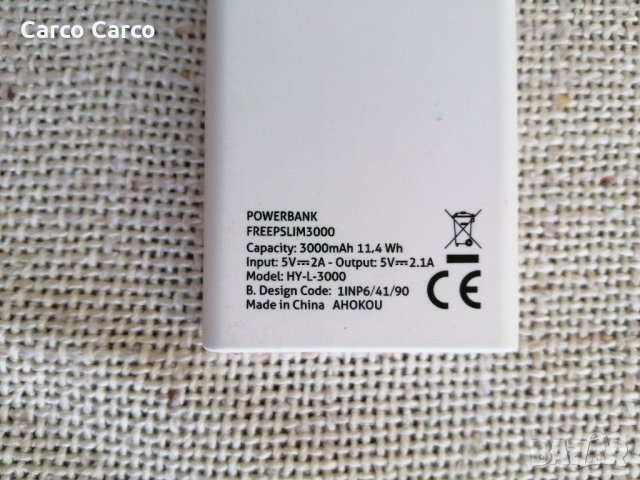 Carco Carco
POWERBANK
FREEPSLIM3000
Capacity: 3000mAh 11,4 Wh
Input: 5V⎓2A - Output: 5V⎓2.1A
Model: HY-L-3000
B. Design Code: 1INP6/41/90
Made in China AHOKOU
CE
BAZAR